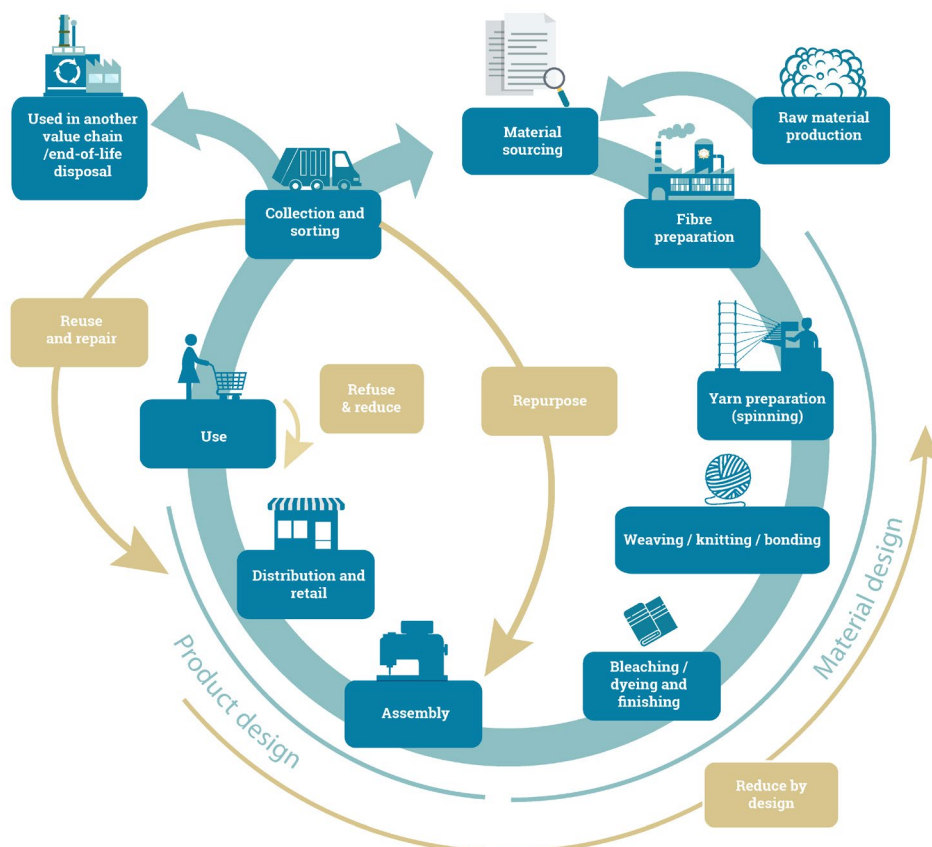 Used in another
value chain
/end-of-life
disposal
Material
sourcing
Raw material
production
Collection and
sorting
Fibre
preparation
Reuse
and repair
Refuse
& reduce
Repurpose
Yarn preparation
(spinning)
Use
Weaving / knitting / bonding
Distribution and
retail
Bleaching /
dyeing and
finishing
Assembly
Product design
Material design
Reduce by
design